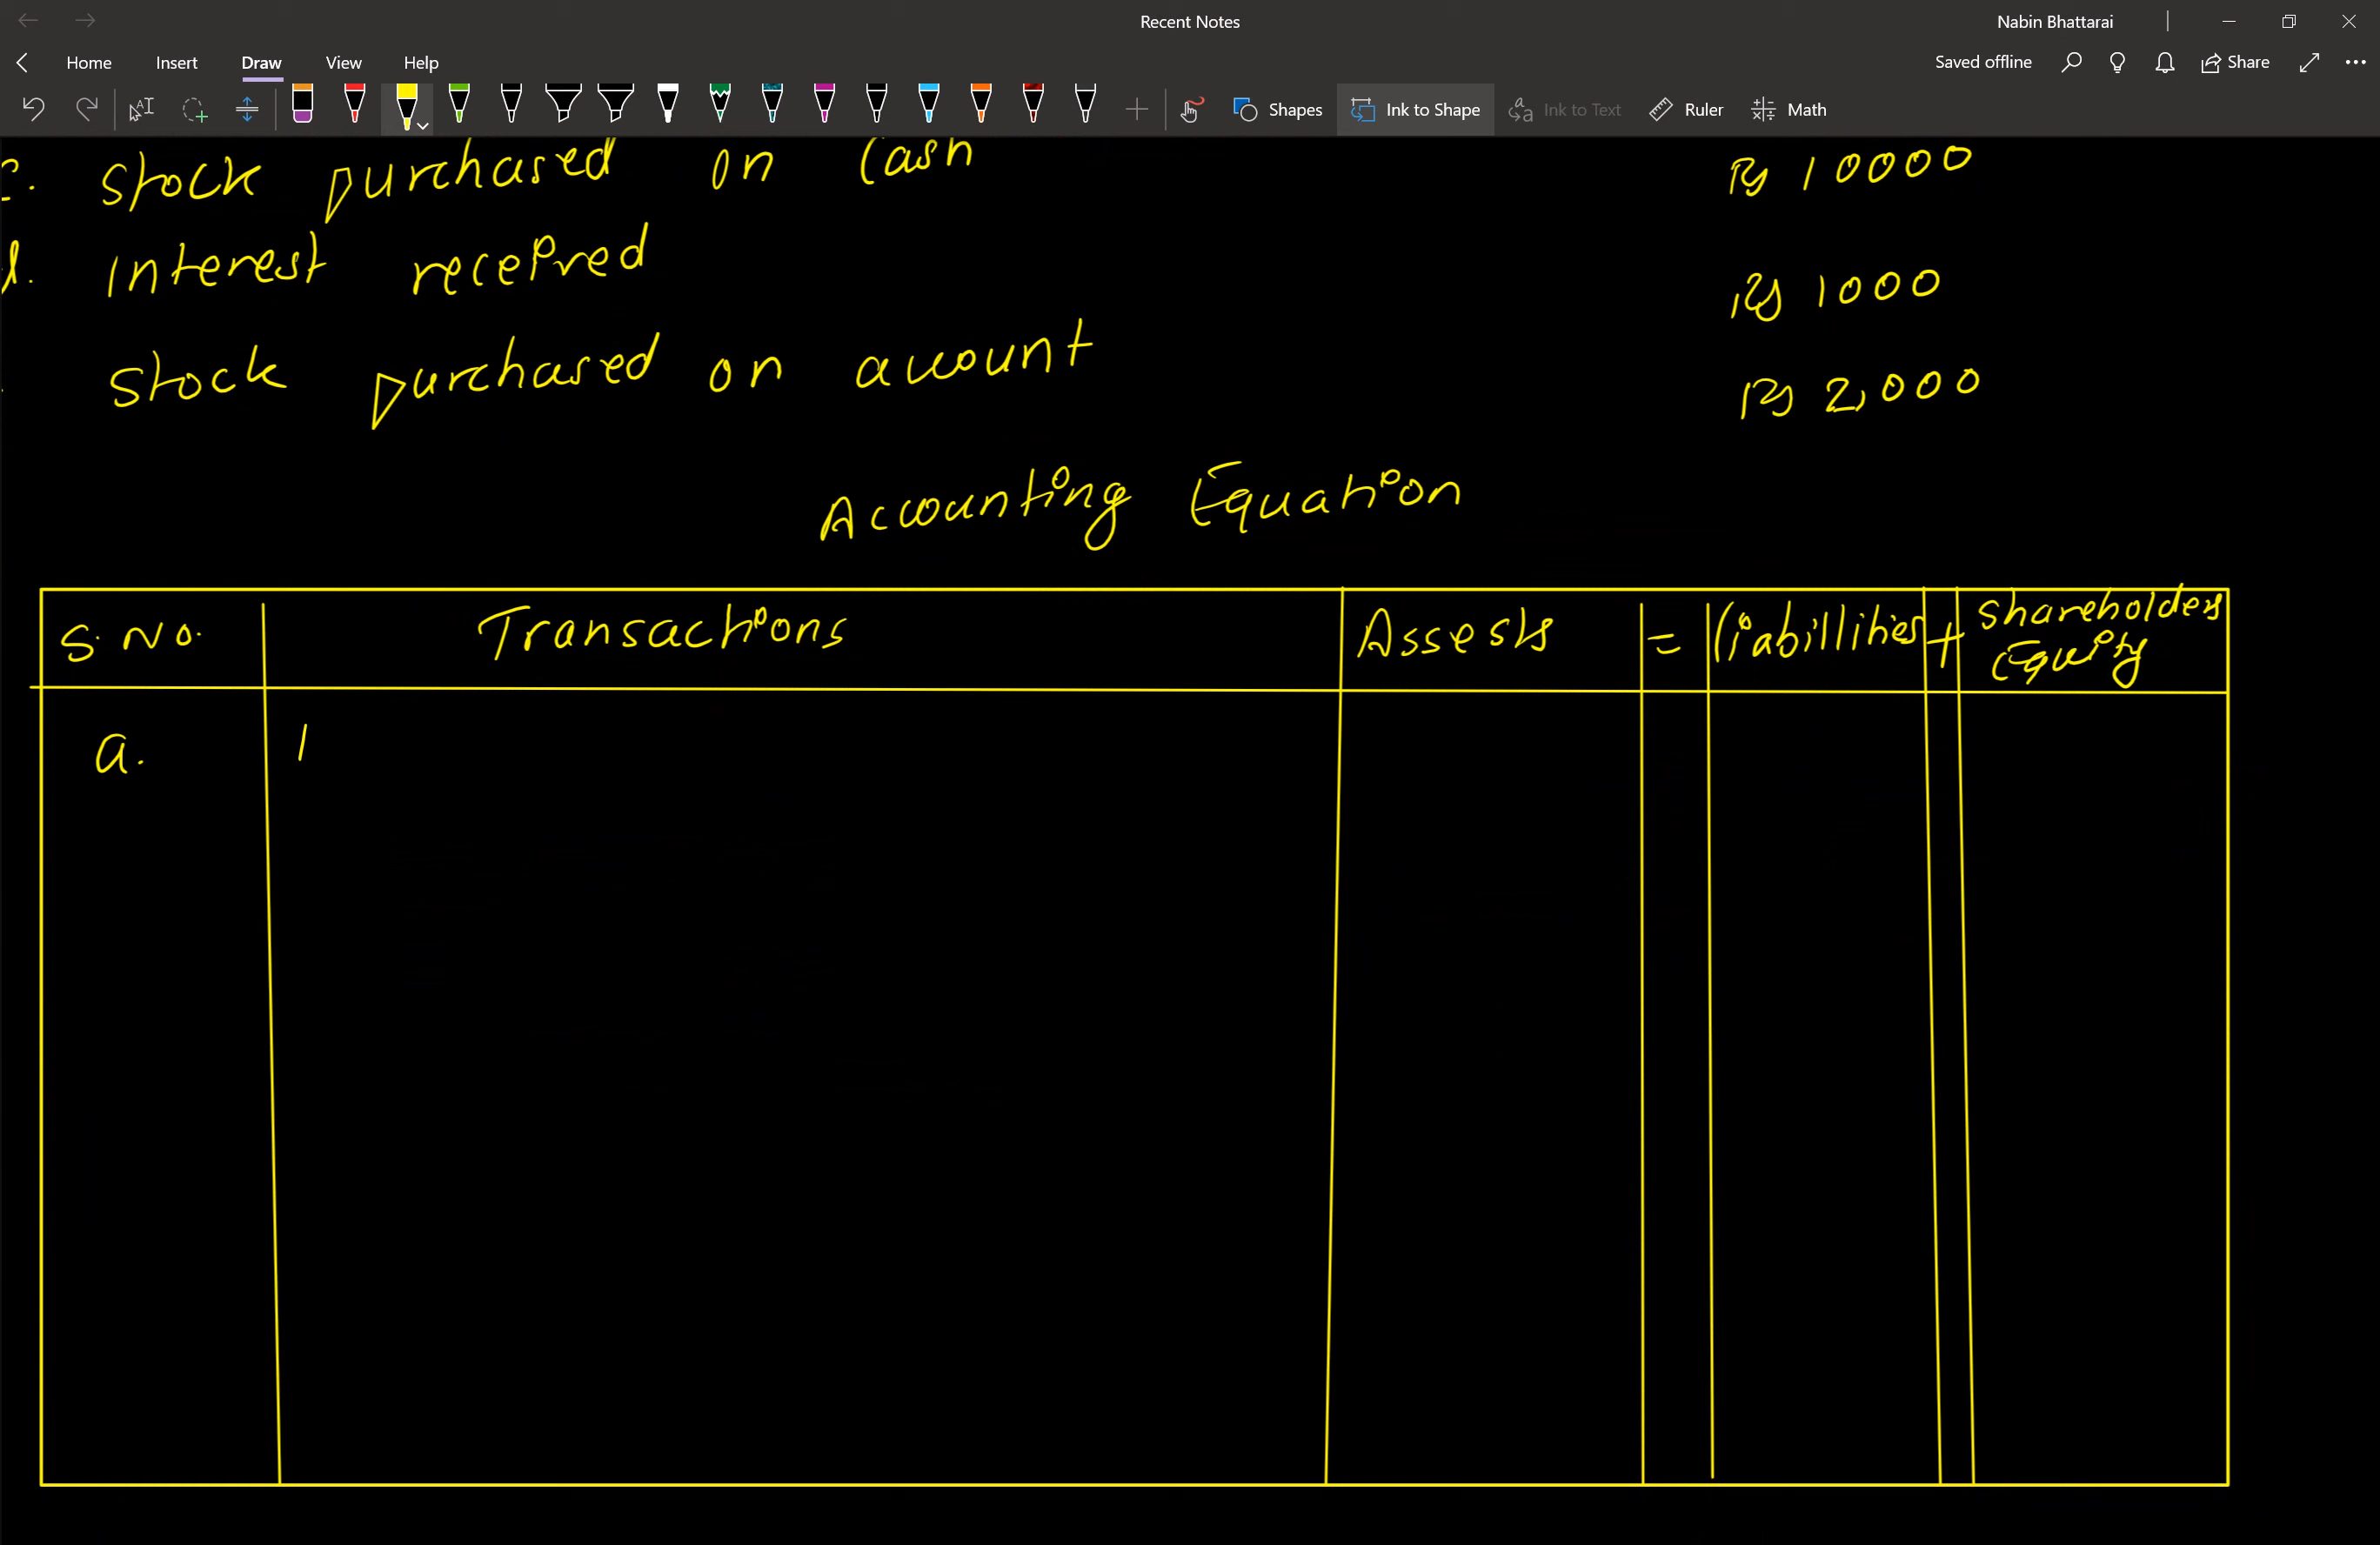 Recent Notes
Nabin Bhattarai
Home Insert Draw View Help
Saved offline
Share
Shapes
Ink to Shape
Ink to Text
Ruler
Math
stock purchased on Cash Rs 10000
d. Interest received Rs 1000
stock purchased on account Rs 2,000
Accounting Equation
S. No. Transactions Assests = Liabillities + shareholders Equity
a. I